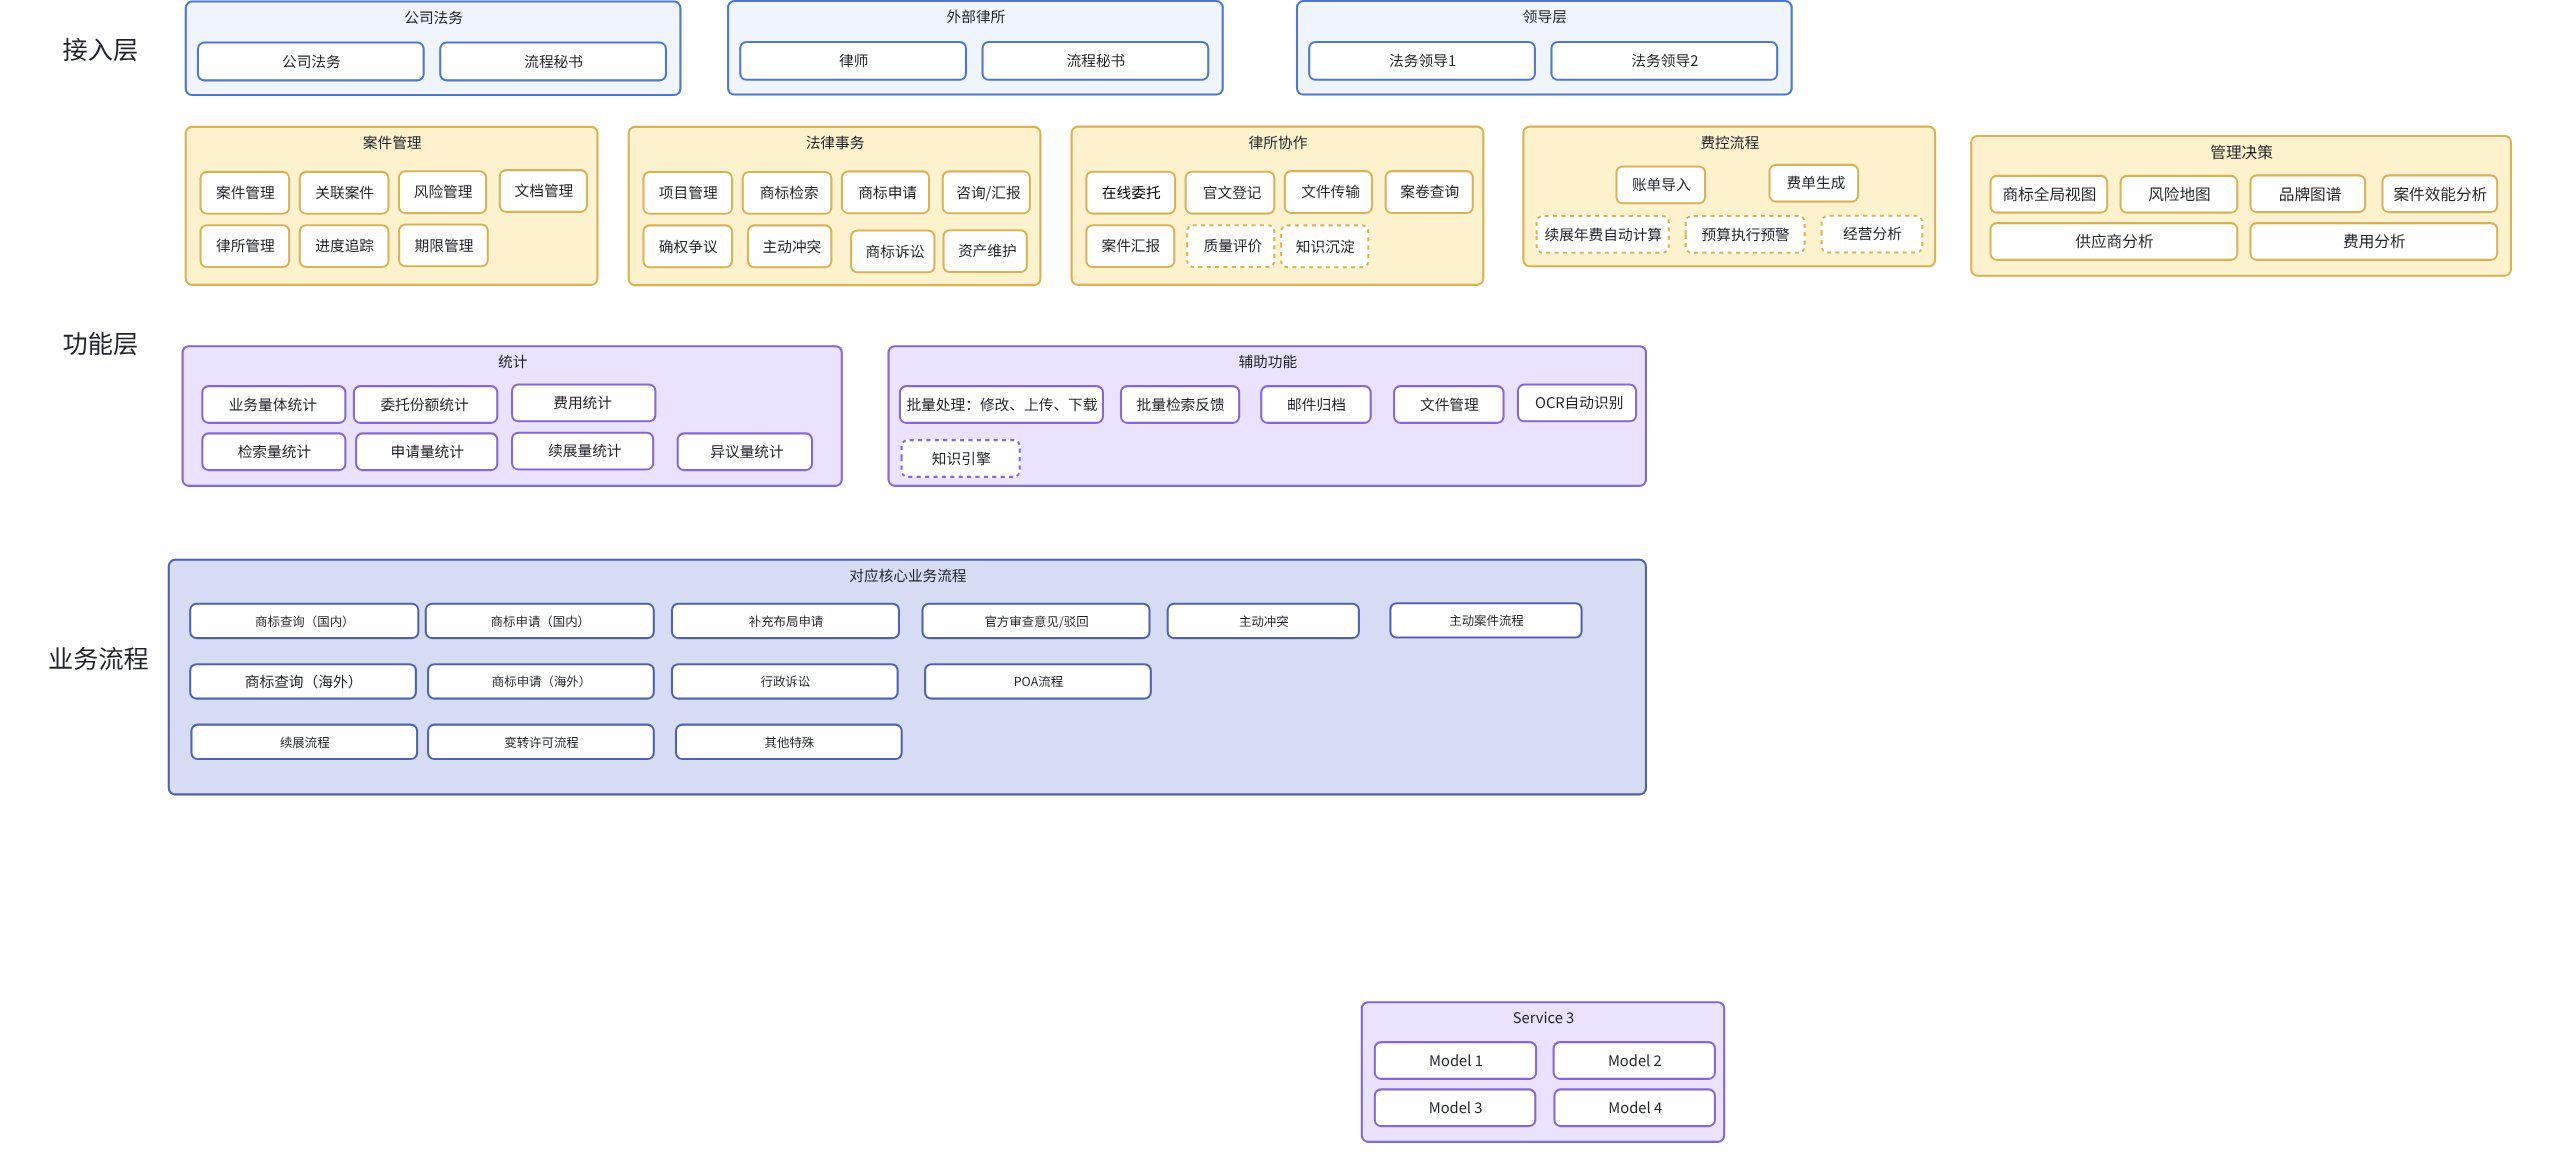 接入层
公司法务
公司法务
流程秘书
外部律所
律师
流程秘书
领导层
法务领导1
法务领导2
案件管理
案件管理
关联案件
风险管理
文档管理
律所管理
进度追踪
期限管理
法律事务
项目管理
商标检索
商标申请
咨询/汇报
确权争议
主动冲突
商标诉讼
资产维护
律所协作
在线委托
官文登记
文件传输
案卷查询
案件汇报
质量评价
知识沉淀
费控流程
账单导入
费单生成
续展年费自动计算
预算执行预警
经营分析
管理决策
商标全局视图
风险地图
品牌图谱
案件效能分析
供应商分析
费用分析
功能层
统计
业务量体统计
委托份额统计
费用统计
检索量统计
申请量统计
续展量统计
异议量统计
辅助功能
批量处理：修改、上传、下载
批量检索反馈
邮件归档
文件管理
OCR自动识别
知识引擎
业务流程
对应核心业务流程
商标查询（国内）
商标申请（国内）
补充布局申请
官方审查意见/驳回
主动冲突
主动案件流程
商标查询（海外）
商标申请（海外）
行政诉讼
POA流程
续展流程
变转许可流程
其他特殊
Service 3
Model 1
Model 2
Model 3
Model 4